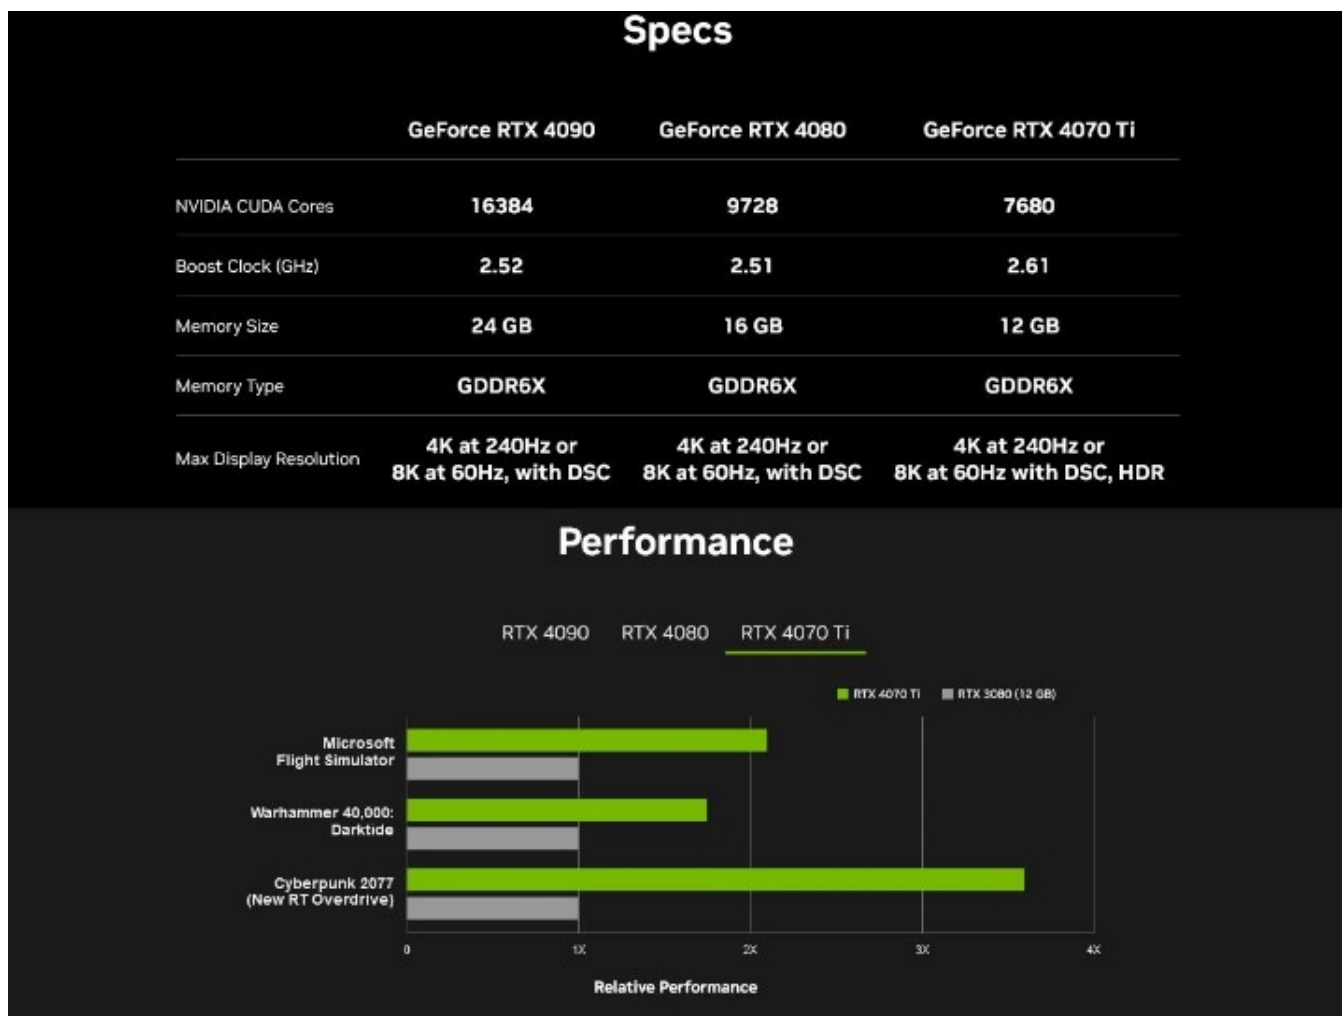 Specs
GeForce RTX 4090 GeForce RTX 4080 GeForce RTX 4070 Ti
NVIDIA CUDA Cores 16384 9728 7680
Boost Clock (GHz) 2.52 2.51 2.61
Memory Size 24 GB 16 GB 12 GB
Memory Type GDDR6X GDDR6X GDDR6X
Max Display Resolution
4K at 240Hz or
8K at 60Hz, with DSC
4K at 240Hz or
8K at 60Hz, with DSC
4K at 240Hz or
8K at 60Hz with DSC, HDR
Performance
RTX 4090 RTX 4080 RTX 4070 Ti
RTX 4070 Ti RTX 3080 (12 GB)
Microsoft
Flight Simulator
Warhammer 40,000:
Darktide
Cyberpunk 2077
(New RT Overdrive)
0 1X 2X 3X 4X
Relative Performance